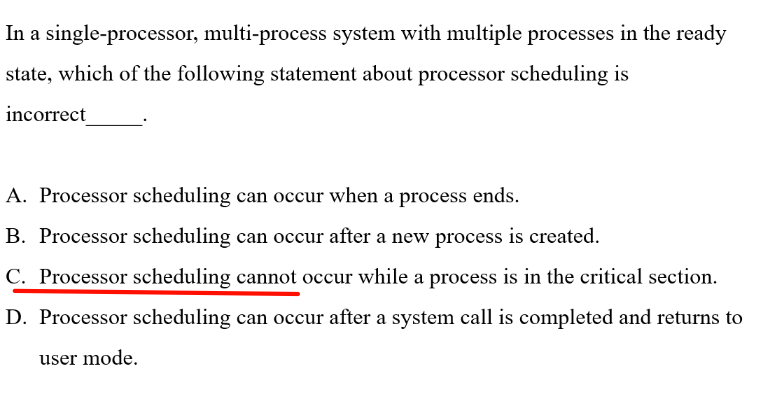 In a single-processor, multi-process system with multiple processes in the ready
state, which of the following statement about processor scheduling is
incorrect_____.
A. Processor scheduling can occur when a process ends.
B. Processor scheduling can occur after a new process is created.
C. Processor scheduling cannot occur while a process is in the critical section.
D. Processor scheduling can occur after a system call is completed and returns to
user mode.